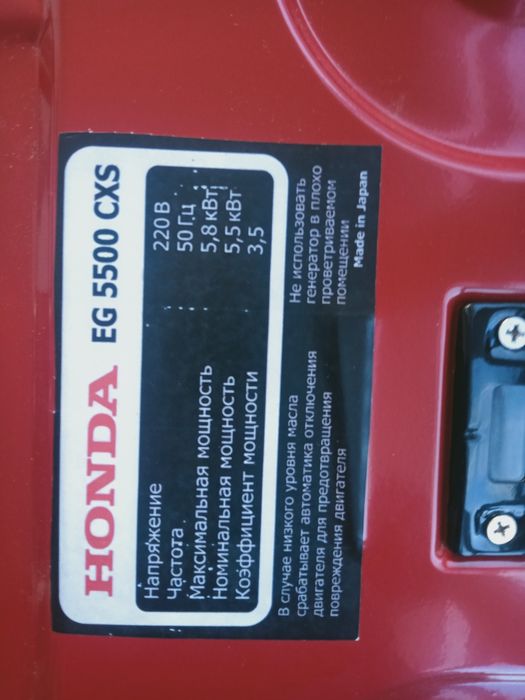 HONDA EG 5500 CXS
Напряжение 220 В
Частота 50 Гц
Максимальная мощность 5,8 кВт
Номинальная мощность 5,5 кВт
Коэффициент мощности 3,5
В случае низкого уровня масла
срабатывает автоматика отключения
двигателя для предотвращения
повреждения двигателя
Не использовать
генератор в плохо
проветриваемом
помещении
Made in Japan